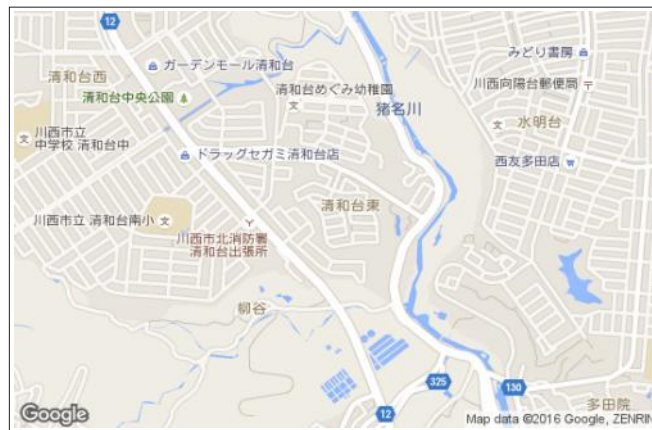 12
みどり書房
ガーデンモール清和台
清和台西
川西向陽台郵便局
清和台めぐみ幼稚園
清和台中央公園
猪名川
水明台
川西市立
中学校 清和台中
ドラッグセガミ清和台店
西友多田店
清和台東
川西市立 清和台南小
川西市北消防署
清和台出張所
柳谷
325
130
12
多田院
Google
Map data ©2016 Google, ZENRIN